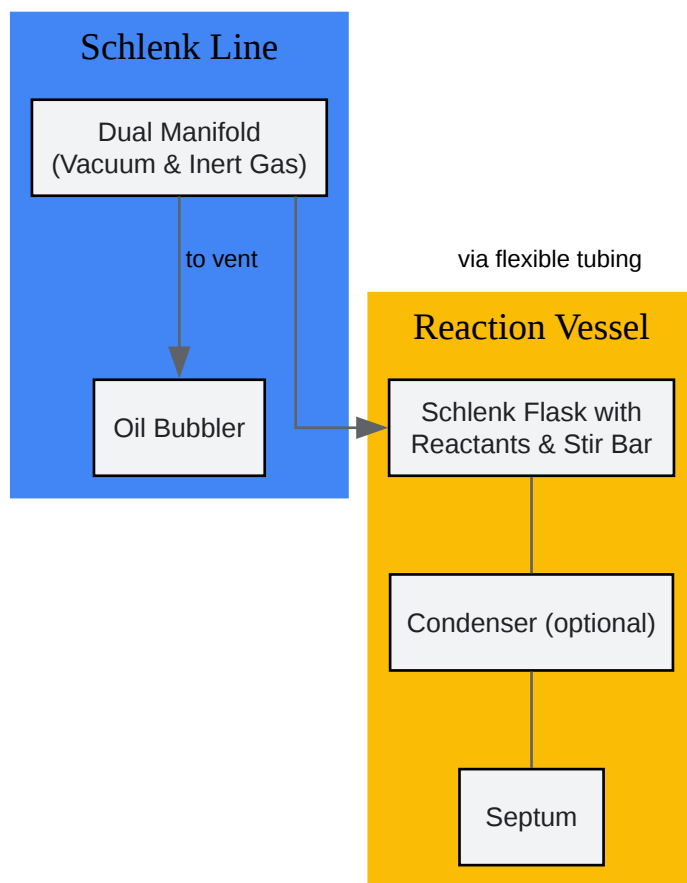 Schlenk Line
Dual Manifold
(Vacuum & Inert Gas)
to vent
via flexible tubing
Reaction Vessel
Oil Bubbler
Schlenk Flask with
Reactants & Stir Bar
Condenser (optional)
Septum